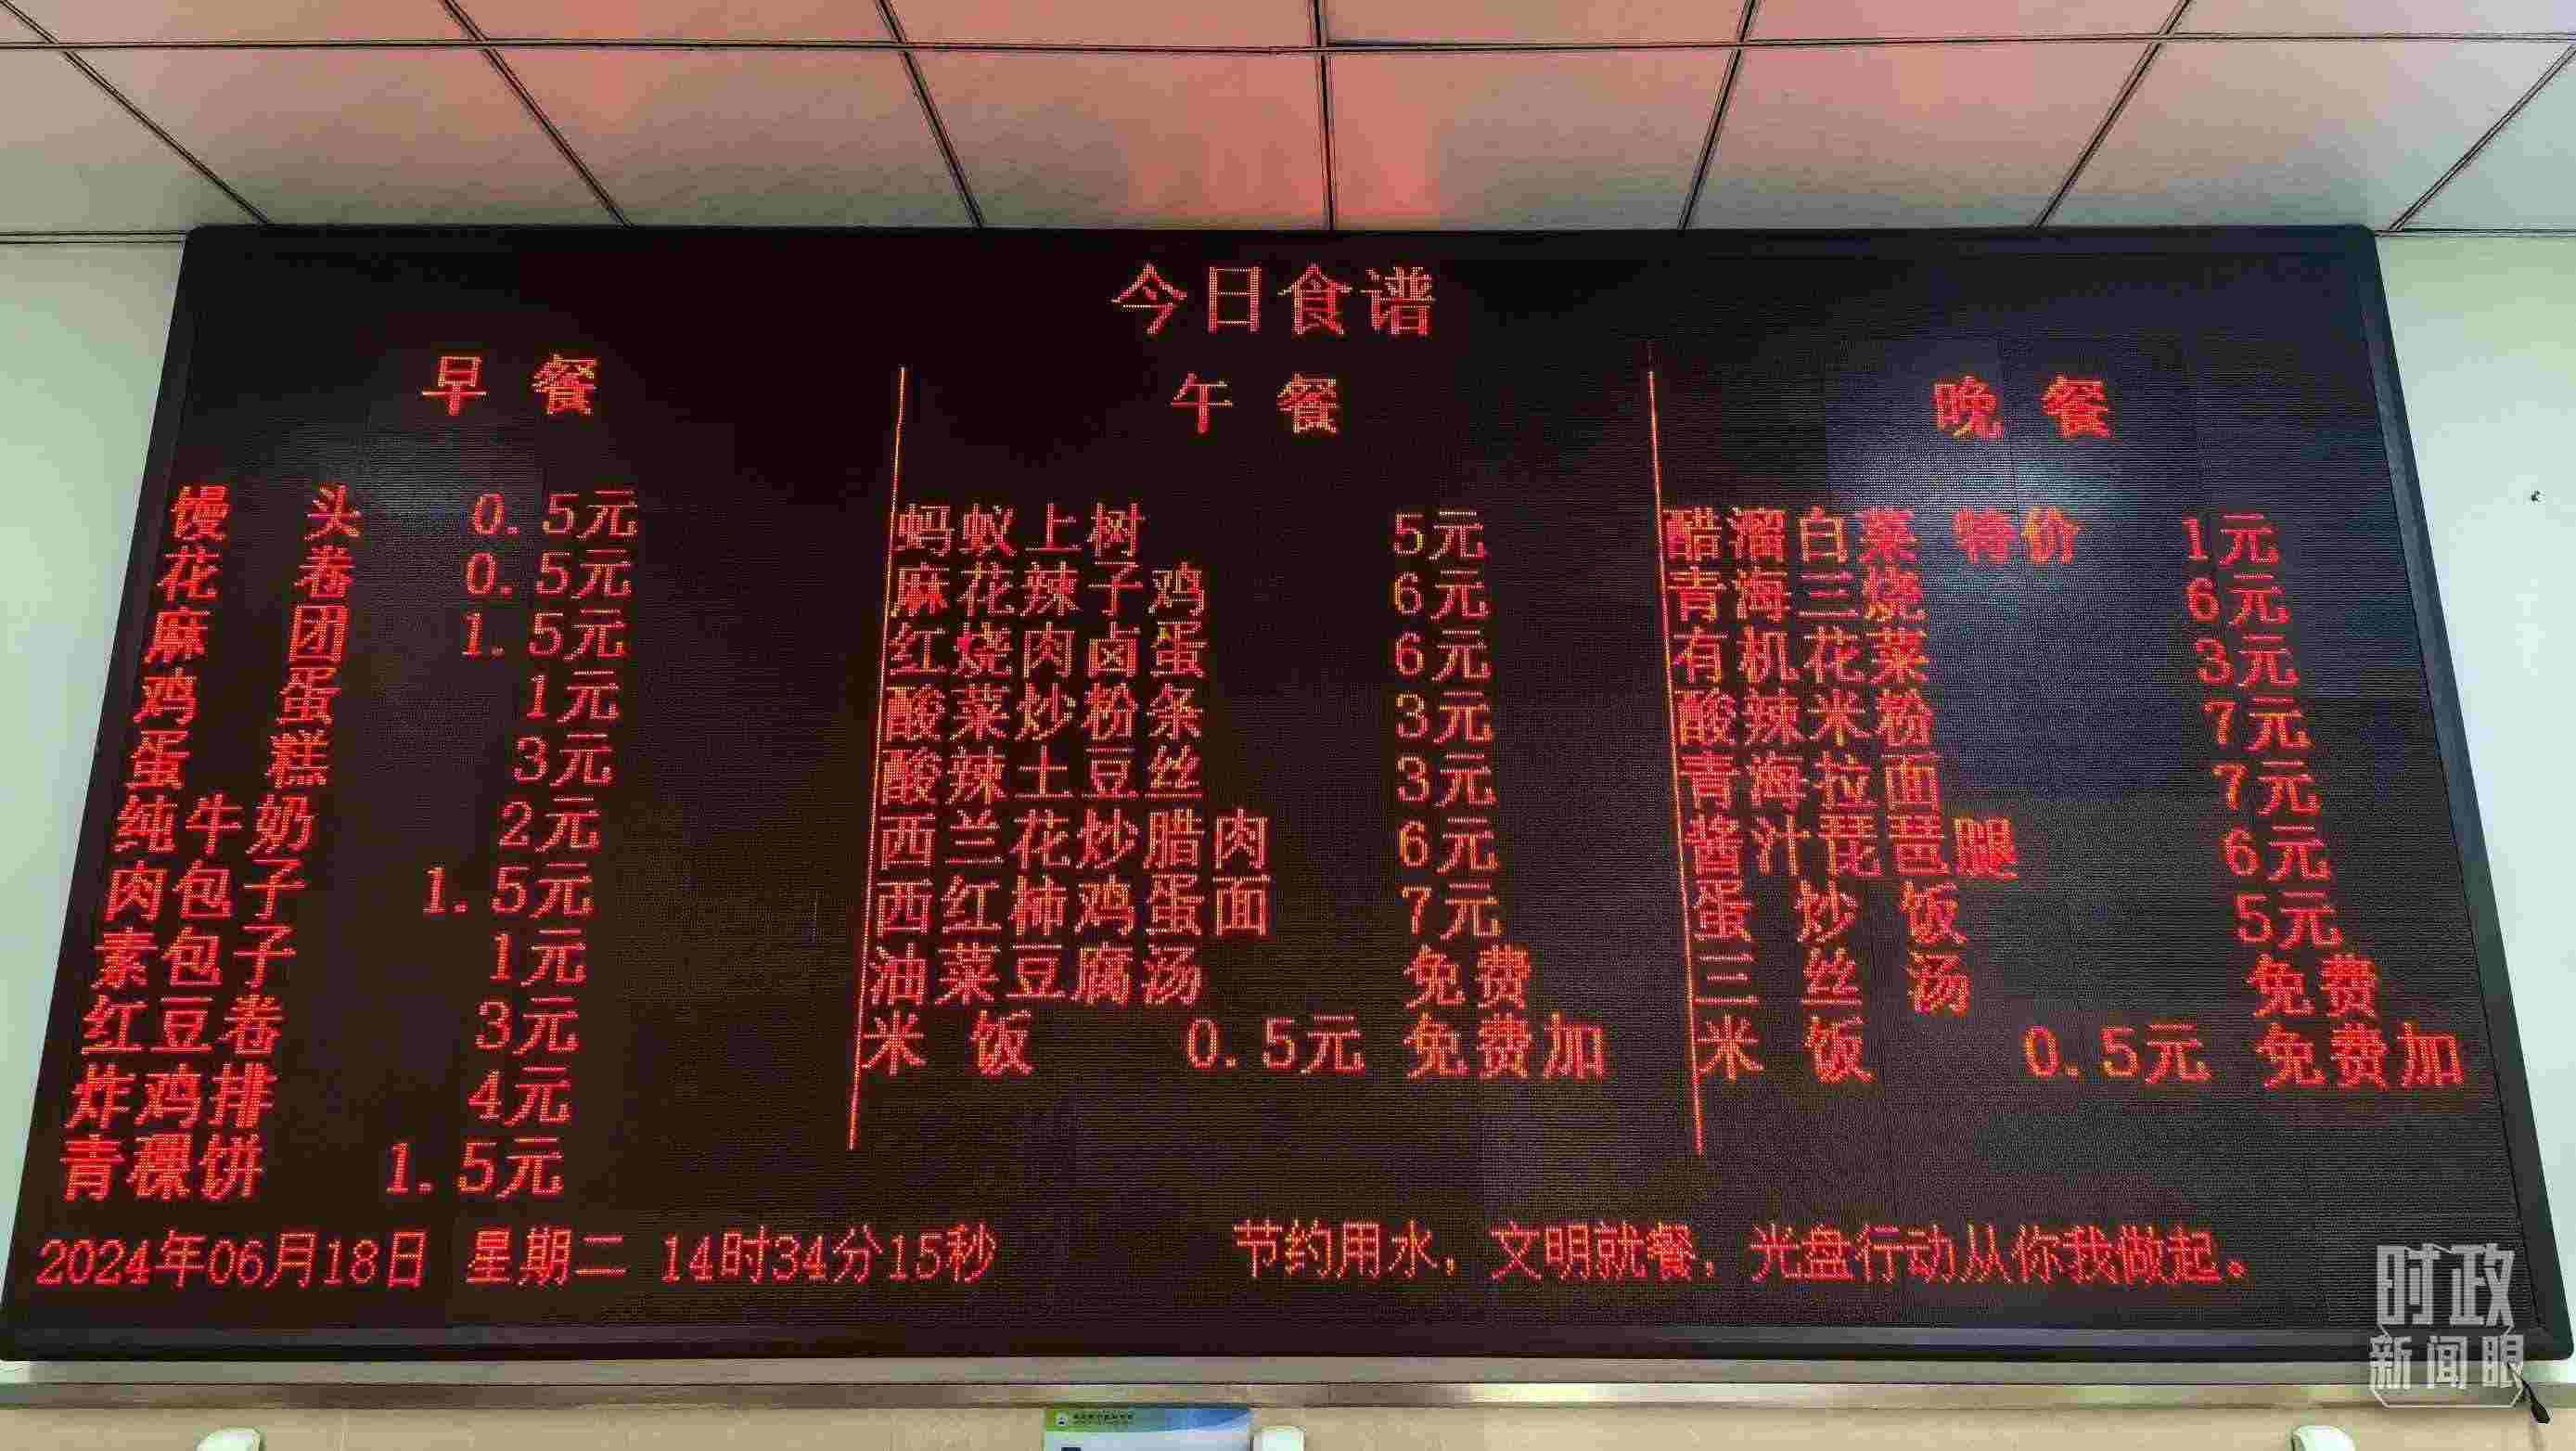 今日食谱
早 餐
馒 头 0.5元
花 卷 0.5元
麻 团 1.5元
鸡 蛋 1元
蛋 糕 3元
纯牛奶 2元
肉包子 1.5元
素包子 1元
红豆卷 3元
炸鸡排 4元
青稞饼 1.5元
午 餐
蚂蚁上树 5元
麻花辣子鸡 6元
红烧肉卤蛋 6元
酸菜炒粉条 3元
酸辣土豆丝 3元
西兰花炒腊肉 6元
西红柿鸡蛋面 7元
油菜豆腐汤 免费
米 饭 0.5元 免费加
晚 餐
醋溜白菜 特价 1元
青海三烧 6元
有机花菜 3元
酸辣米粉 7元
青海拉面 7元
酱汁琵琶腿 6元
蛋 炒 饭 5元
三 丝 汤 免费
米 饭 0.5元 免费加
2024年06月18日 星期二 14时34分15秒
节约用水，文明就餐，光盘行动从你我做起。
时政
新闻眼